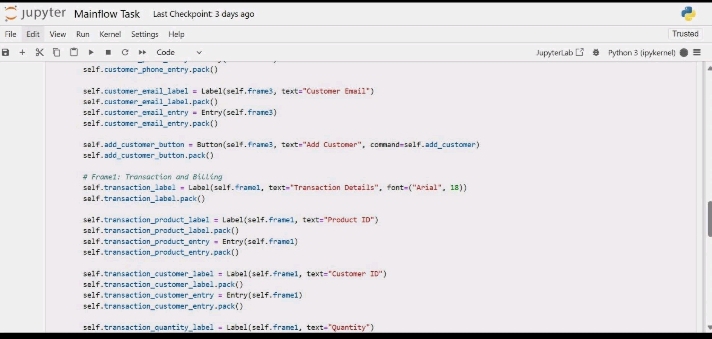 jupyter Mainflow Task Last Checkpoint: 3 days ago
File Edit View Run Kernel Settings Help Trusted
Code JupyterLab Python 3 (ipykernel)
self.customer_phone_entry.pack()
self.customer_email_label = Label(self.frame3, text="Customer Email")
self.customer_email_label.pack()
self.customer_email_entry = Entry(self.frame3)
self.customer_email_entry.pack()
self.add_customer_button = Button(self.frame3, text="Add Customer", command=self.add_customer)
self.add_customer_button.pack()
# Frame1: Transaction and Billing
self.transaction_label = Label(self.frame1, text="Transaction Details", font=("Arial", 18))
self.transaction_label.pack()
self.transaction_product_label = Label(self.frame1, text="Product ID")
self.transaction_product_label.pack()
self.transaction_product_entry = Entry(self.frame1)
self.transaction_product_entry.pack()
self.transaction_customer_label = Label(self.frame1, text="Customer ID")
self.transaction_customer_label.pack()
self.transaction_customer_entry = Entry(self.frame1)
self.transaction_customer_entry.pack()
self.transaction_quantity_label = Label(self.frame1, text="Quantity")